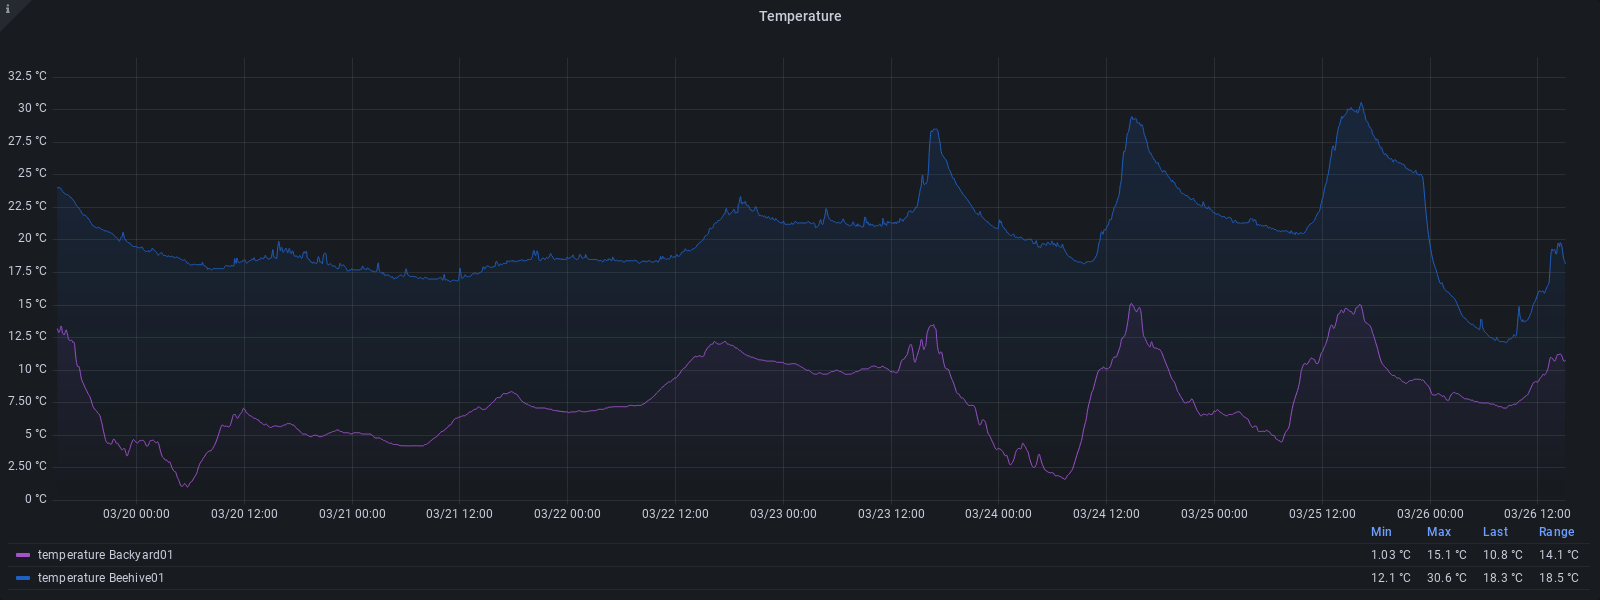 i
Temperature
32.5 °C
30 °C
27.5 °C
25 °C
22.5 °C
20 °C
17.5 °C
15 °C
12.5 °C
10 °C
7.50 °C
5 °C
2.50 °C
0 °C
03/20 00:00 03/20 12:00 03/21 00:00 03/21 12:00 03/22 00:00 03/22 12:00 03/23 00:00 03/23 12:00 03/24 00:00 03/24 12:00 03/25 00:00 03/25 12:00 03/26 00:00 03/26 12:00
Min Max Last Range
temperature Backyard01 1.03 °C 15.1 °C 10.8 °C 14.1 °C
temperature Beehive01 12.1 °C 30.6 °C 18.3 °C 18.5 °C